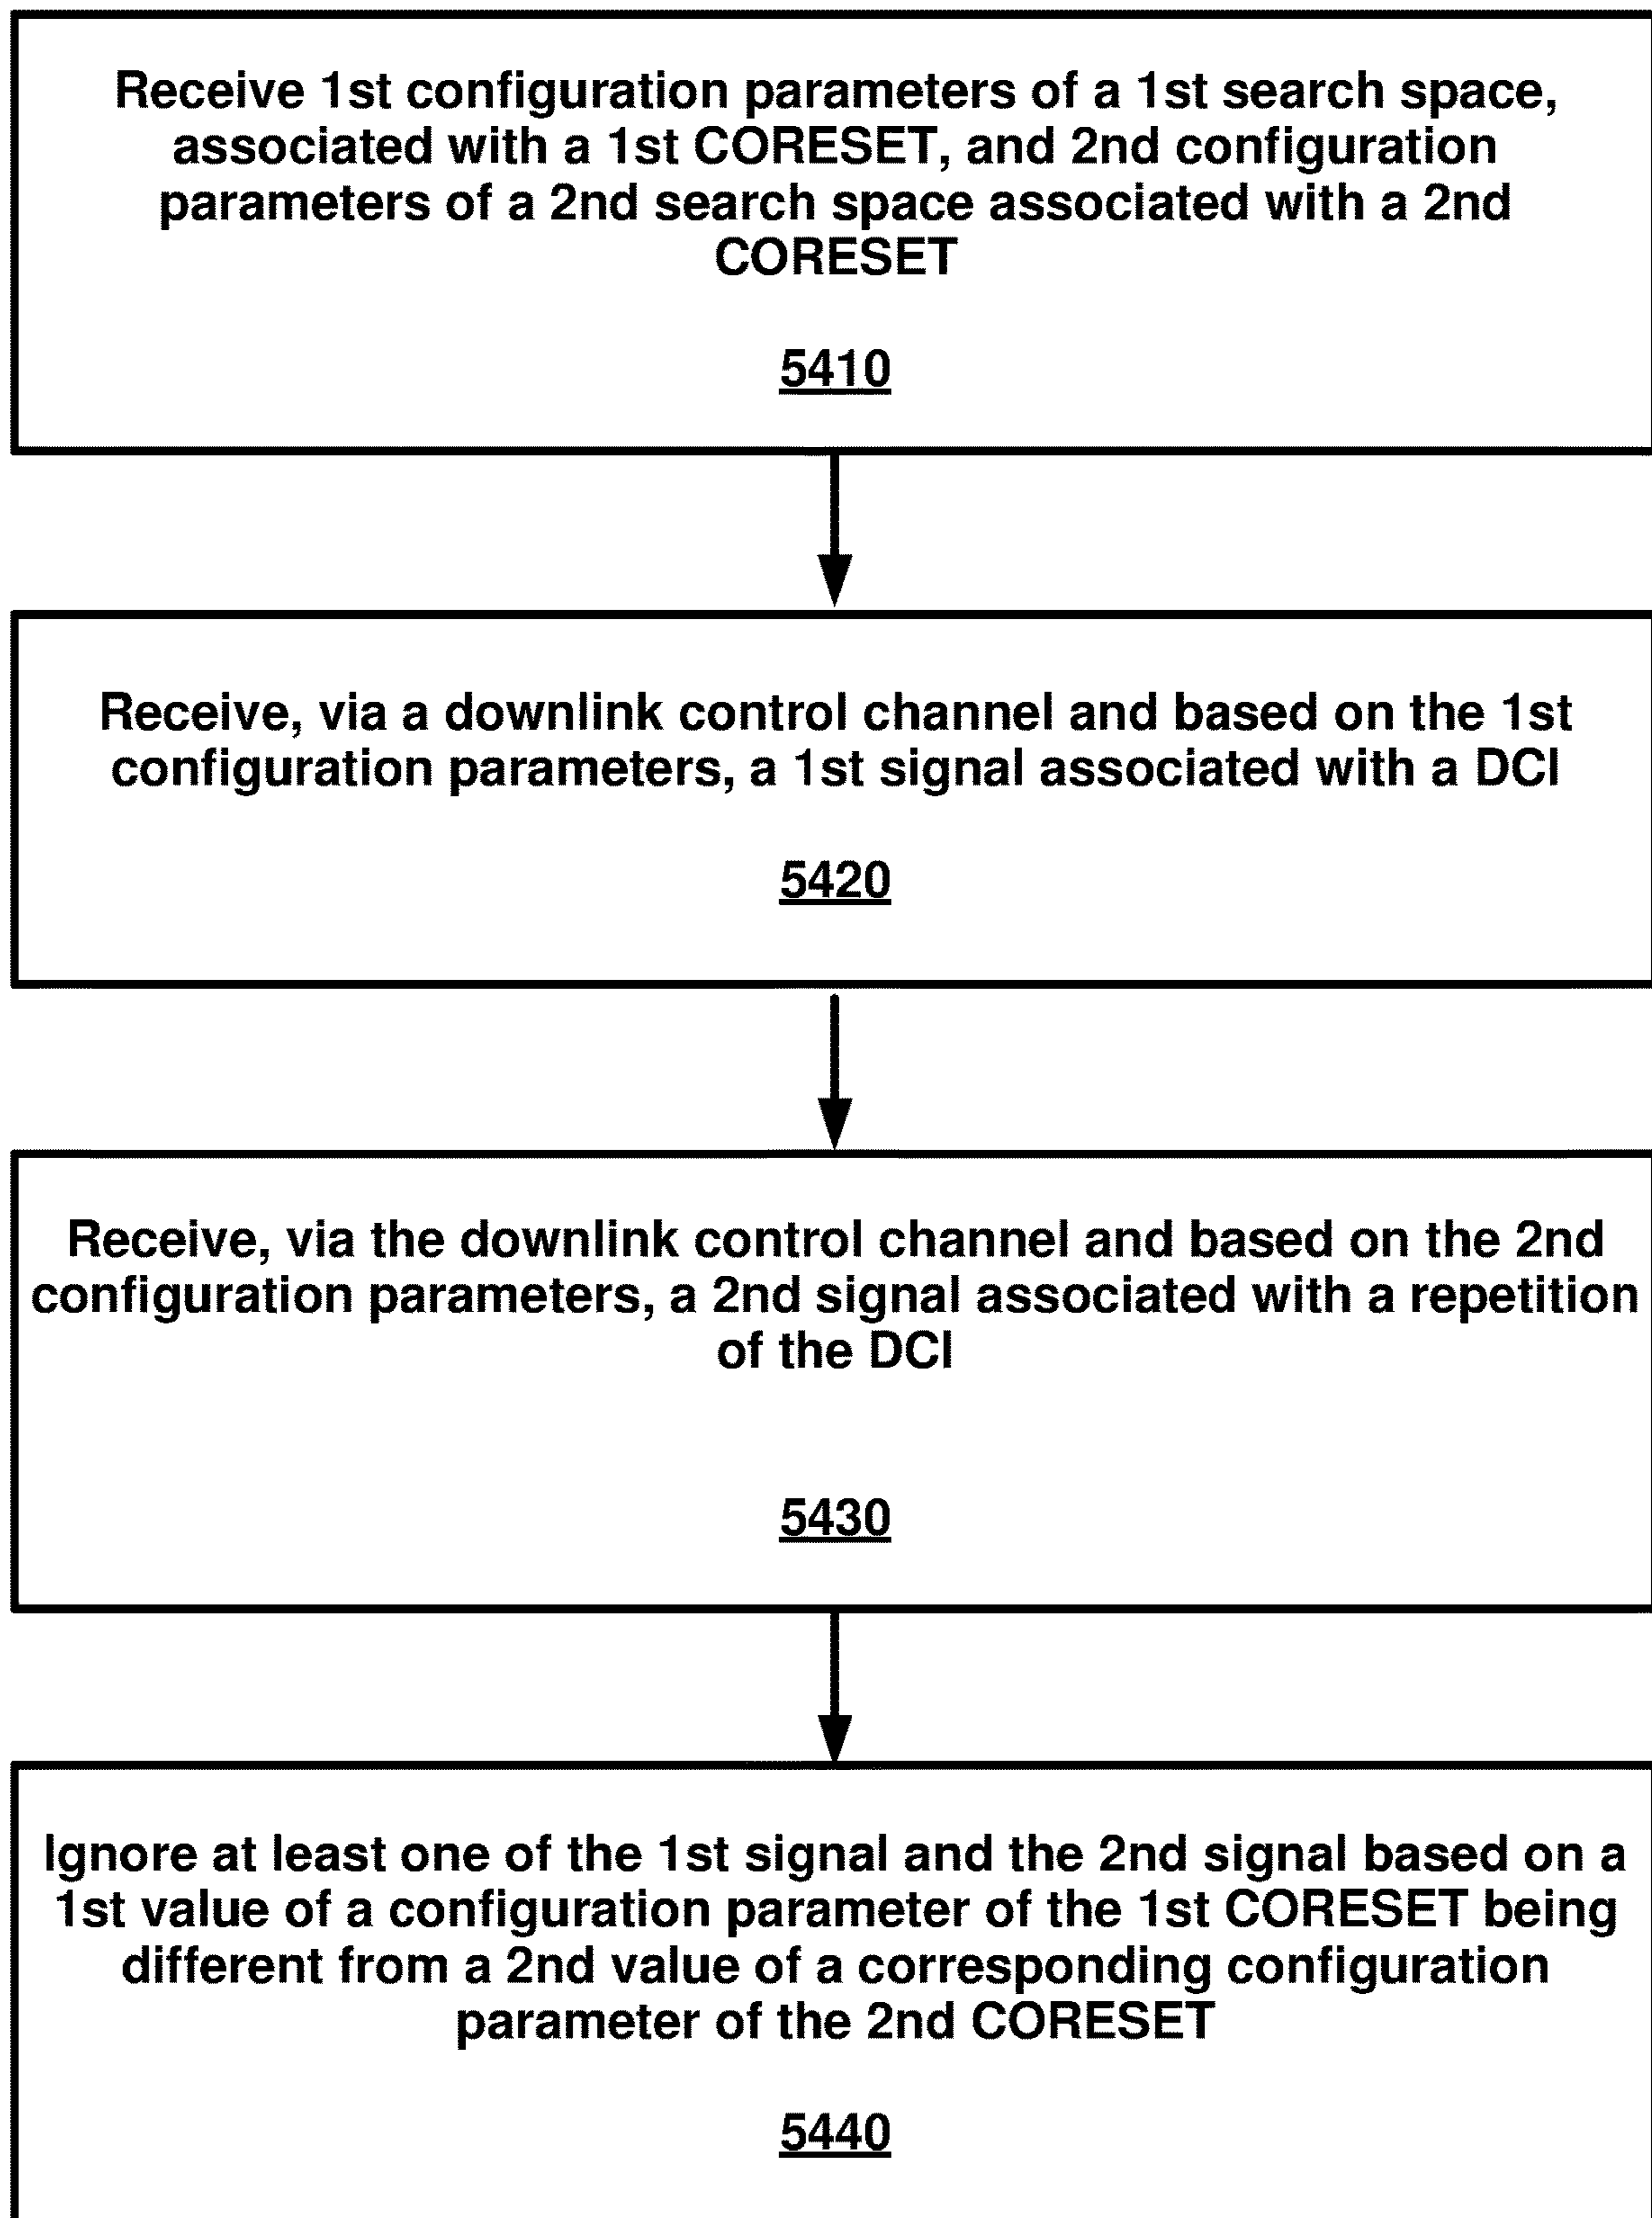 Receive 1st configuration parameters of a 1st search space,
associated with a 1st CORESET, and 2nd configuration
parameters of a 2nd search space associated with a 2nd
CORESET
5410
Receive, via a downlink control channel and based on the 1st
configuration parameters, a 1st signal associated with a DCI
5420
Receive, via the downlink control channel and based on the 2nd
configuration parameters, a 2nd signal associated with a repetition
of the DCI
5430
Ignore at least one of the 1st signal and the 2nd signal based on a
1st value of a configuration parameter of the 1st CORESET being
different from a 2nd value of a corresponding configuration
parameter of the 2nd CORESET
5440